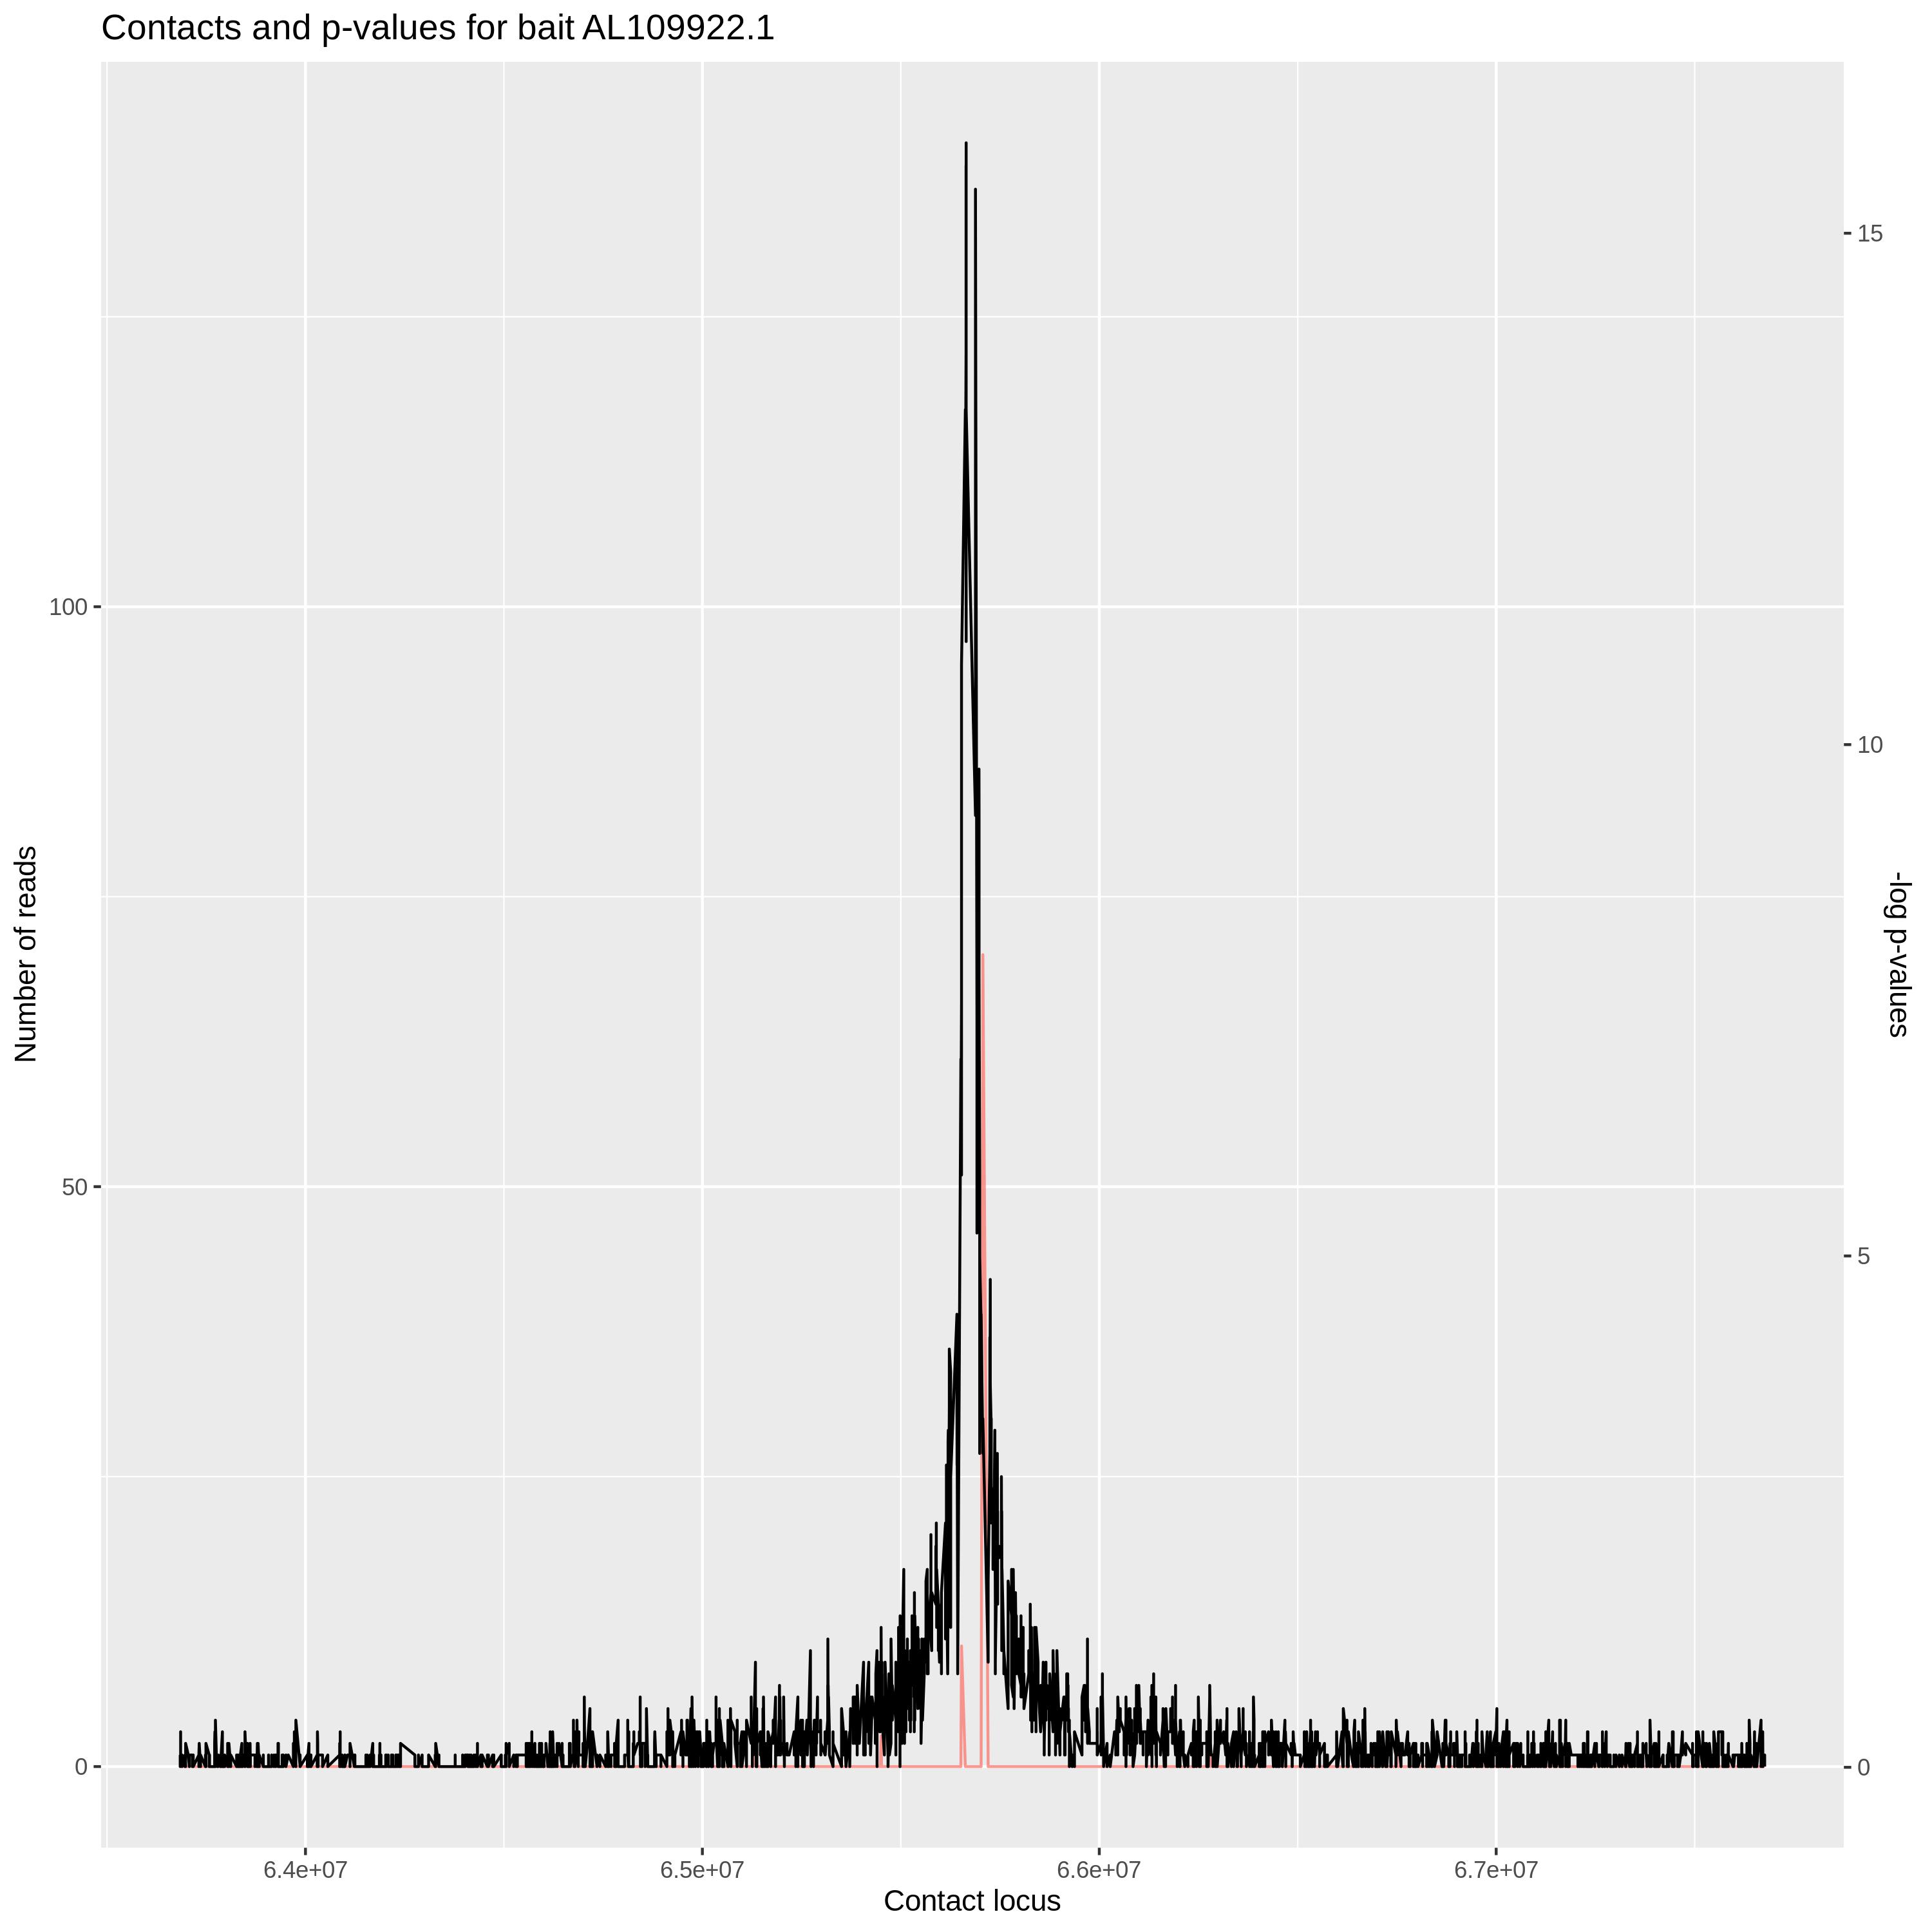 Contacts and p-values for bait AL109922.1
15
100
10
50
5
0
0
Number of reads
-log p-values
6.4e+07
6.5e+07
6.6e+07
6.7e+07
Contact locus